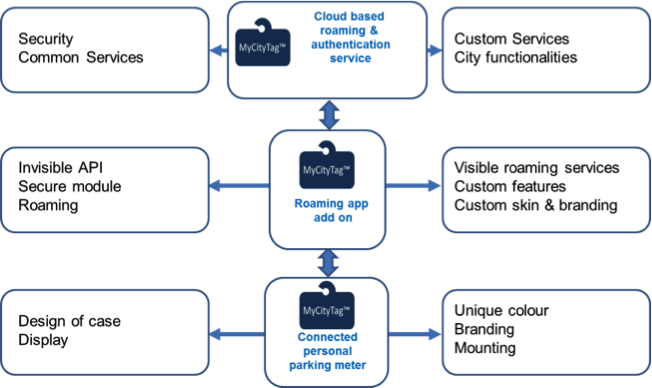 Security
Common Services
MyCityTag™
Cloud based
roaming &
authentication
service
Custom Services
City functionalities
Invisible API
Secure module
Roaming
MyCityTag™
Roaming app
add on
Visible roaming services
Custom features
Custom skin & branding
Design of case
Display
MyCityTag™
Connected
personal
parking meter
Unique colour
Branding
Mounting